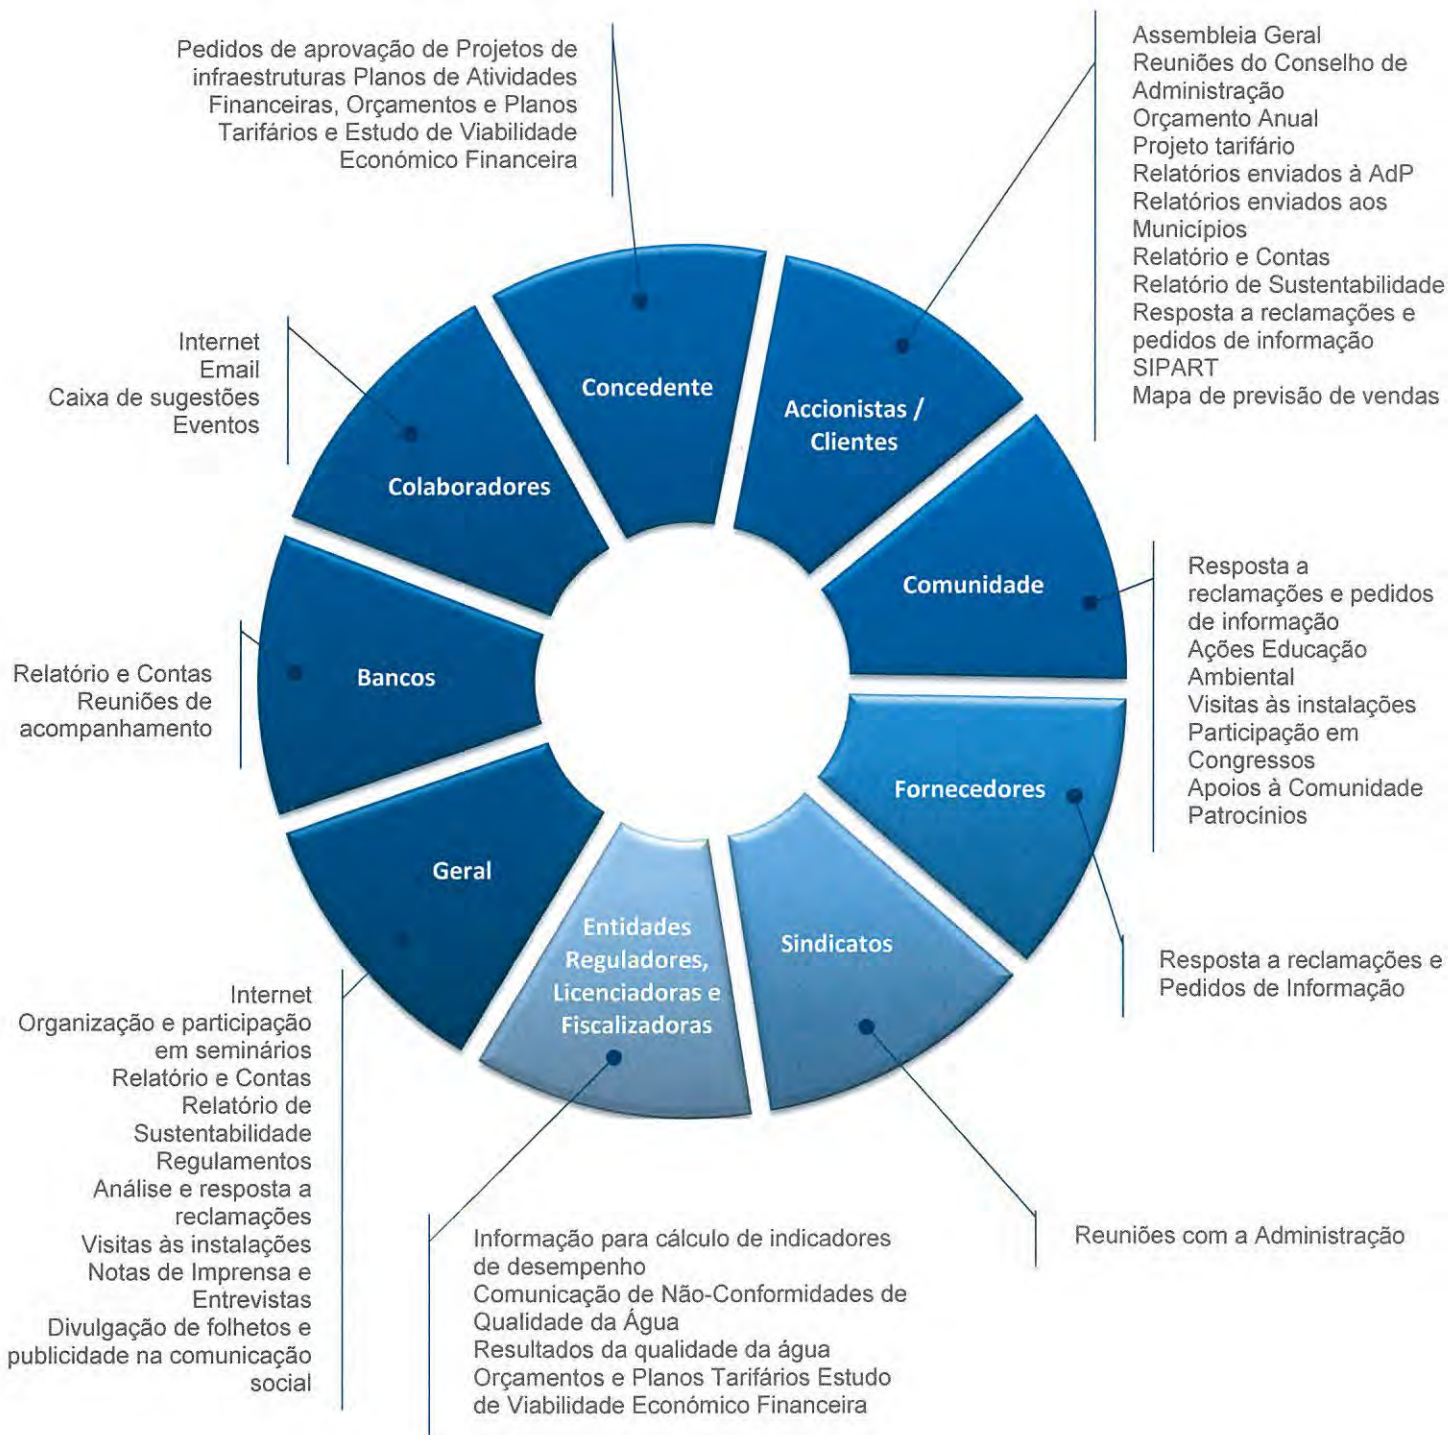 Pedidos de aprovação de Projetos de
infraestruturas Planos de Atividades
Financeiras, Orçamentos e Planos
Tarifários e Estudo de Viabilidade
Económico Financeira
Assembleia Geral
Reuniões do Conselho de
Administração
Orçamento Anual
Projeto tarifário
Relatórios enviados à AdP
Relatórios enviados aos
Municípios
Relatório e Contas
Relatório de Sustentabilidade
Resposta a reclamações e
pedidos de informação
SIPART
Mapa de previsão de vendas
Internet
Email
Caixa de sugestões
Eventos
Concedente
Accionistas /
Clientes
Colaboradores
Comunidade
Resposta a
reclamações e pedidos
de informação
Ações Educação
Ambiental
Visitas às instalações
Participação em
Congressos
Apoios à Comunidade
Patrocínios
Relatório e Contas
Reuniões de
acompanhamento
Bancos
Fornecedores
Geral
Entidades
Reguladores,
Licenciadoras e
Fiscalizadoras
Sindicatos
Resposta a reclamações e
Pedidos de Informação
Internet
Organização e participação
em seminários
Relatório e Contas
Relatório de
Sustentabilidade
Regulamentos
Análise e resposta a
reclamações
Visitas às instalações
Notas de Imprensa e
Entrevistas
Divulgação de folhetos e
publicidade na comunicação
social
Informação para cálculo de indicadores
de desempenho
Comunicação de Não-Conformidades de
Qualidade da Água
Resultados da qualidade da água
Orçamentos e Planos Tarifários Estudo
de Viabilidade Económico Financeira
Reuniões com a Administração